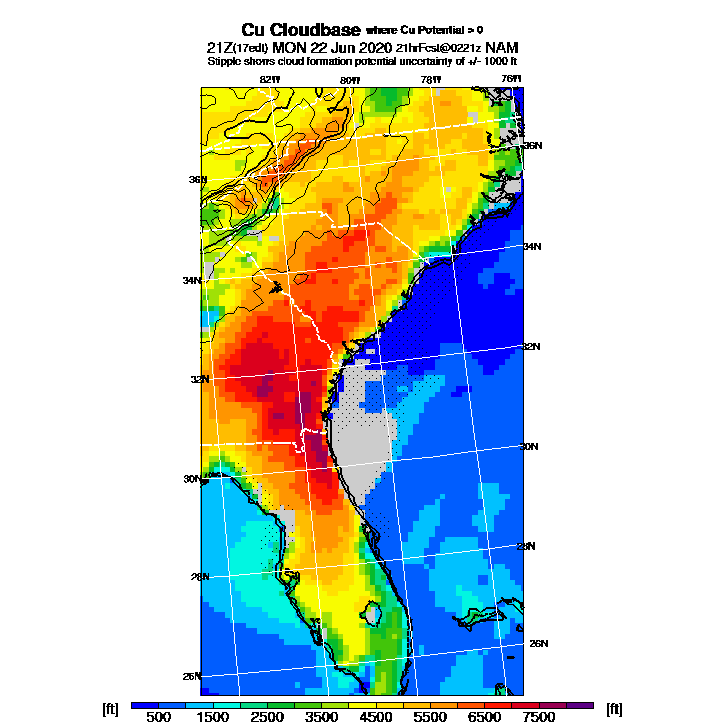 Cu Cloudbase where Cu Potential > 0
21Z(17edt) MON 22 Jun 2020 21hrFcst@0221z NAM
Stipple shows cloud formation potential uncertainty of +/- 1000 ft
82W 80W 78W 76W
36N
36N
34N
34N
32N
32N
30N
30N
28N
28N
26N
26N
[ft] 500 1500 2500 3500 4500 5500 6500 7500 [ft]